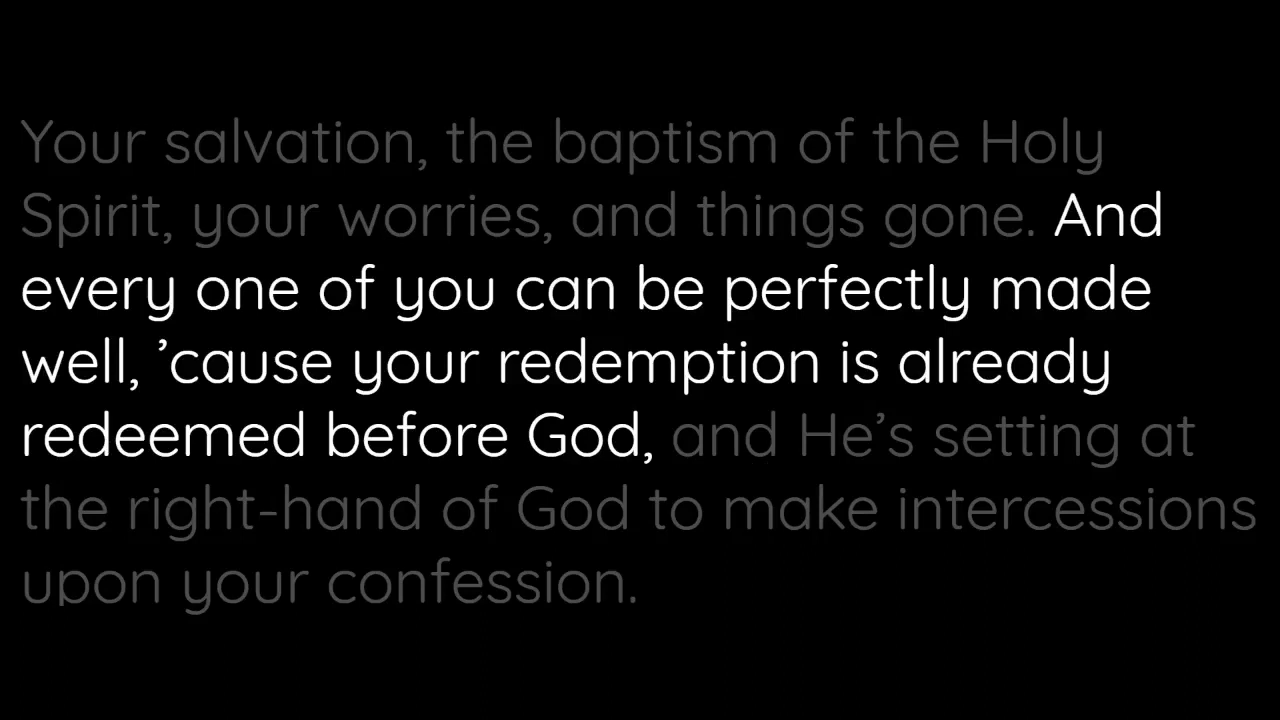 Your salvation, the baptism of the Holy
Spirit, your worries, and things gone. And
every one of you can be perfectly made
well, ’cause your redemption is already
redeemed before God, and He’s setting at
the right-hand of God to make intercessions
upon your confession.